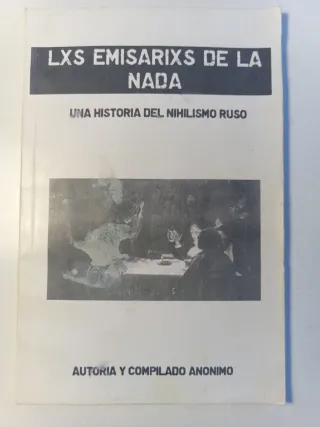 LXS EMISARIXS DE LA
NADA
UNA HISTORIA DEL NIHILISMO RUSO
AUTORIA Y COMPILADO ANONIMO